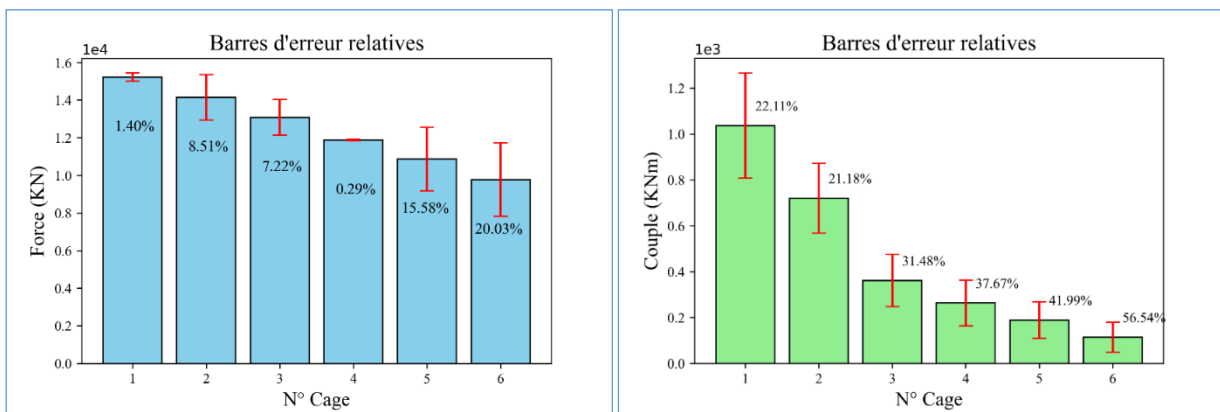 Barres d'erreur relatives
1e4
1.6
1.4
1.2
1.0
0.8
0.6
0.4
0.2
0.0
Force (KN)
1.40%
8.51%
7.22%
0.29%
15.58%
20.03%
1 2 3 4 5 6
N° Cage
Barres d'erreur relatives
1e3
1.2
1.0
0.8
0.6
0.4
0.2
0.0
Couple (KNm)
22.11%
21.18%
31.48%
37.67%
41.99%
56.54%
1 2 3 4 5 6
N° Cage